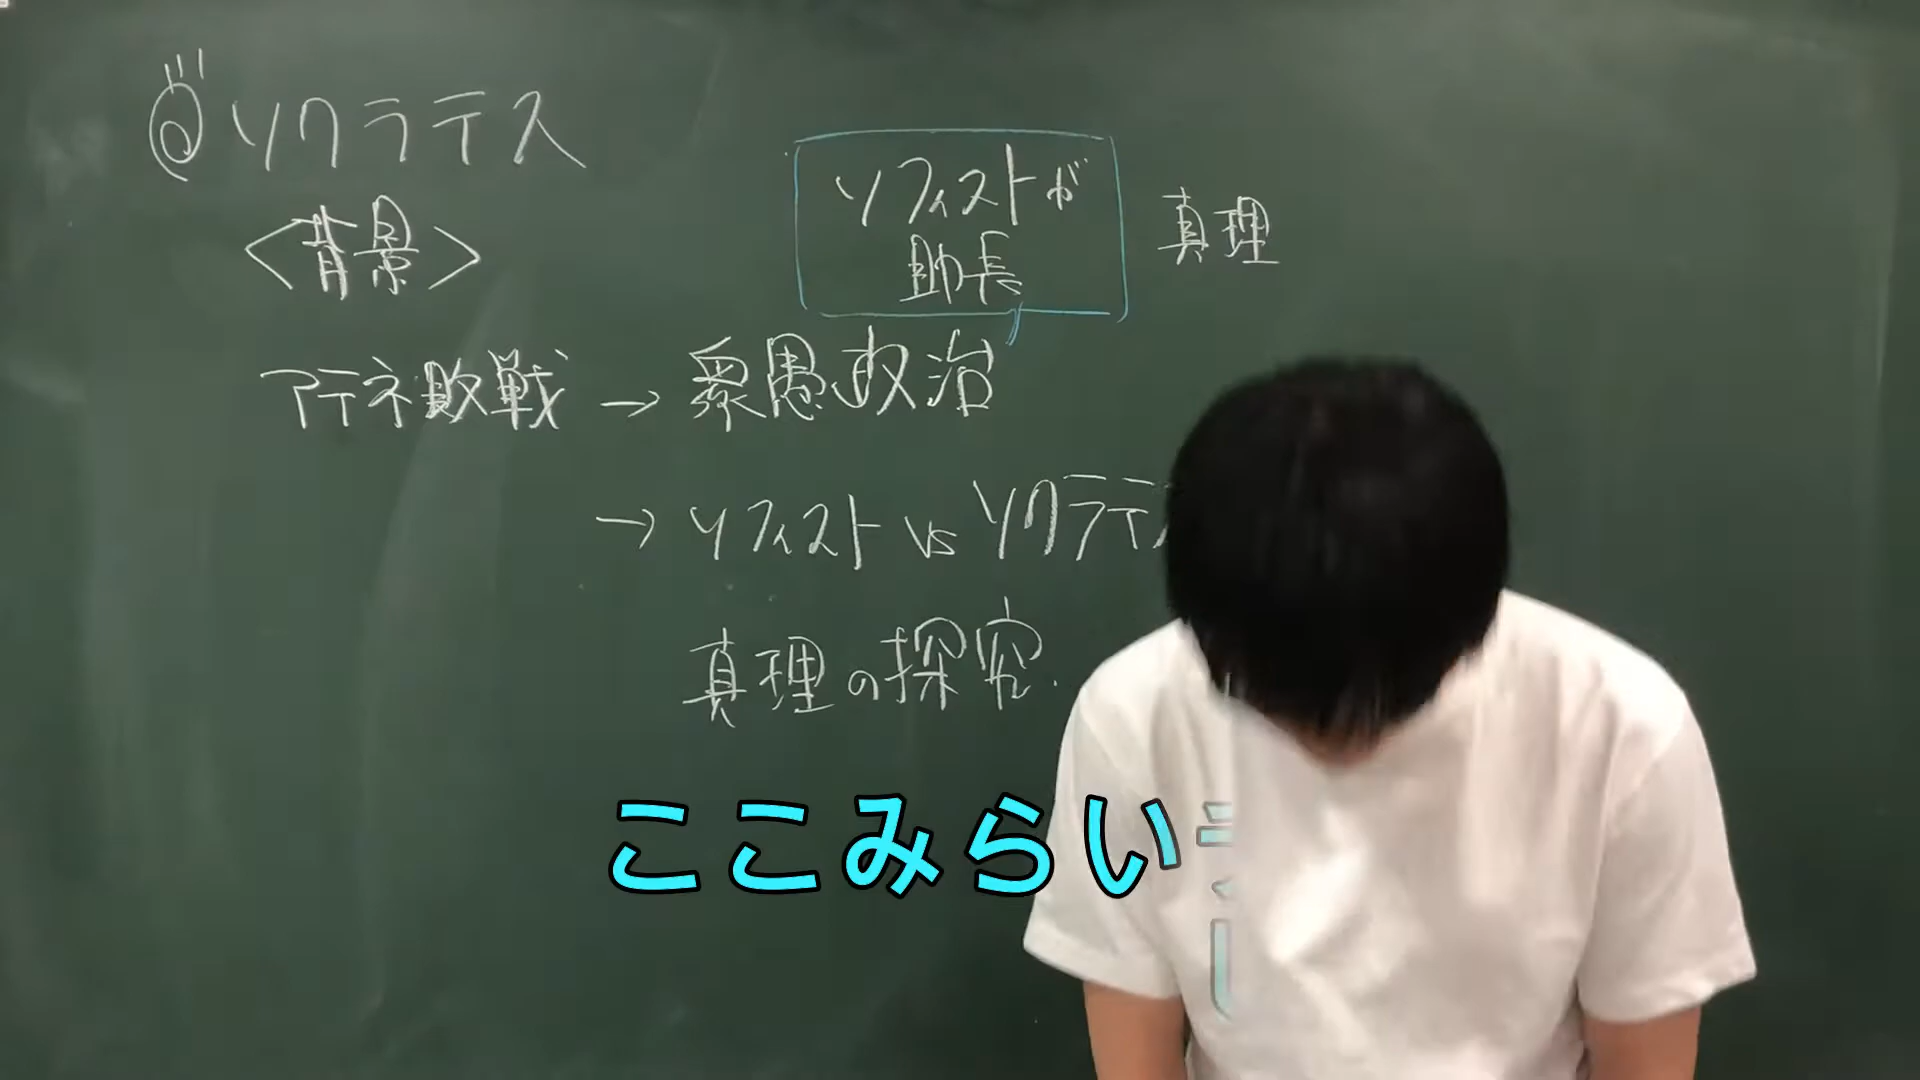 ソクラテス
<背景>
ソフィストが
助長
真理
アテネ敗戦 → 衆愚政治
→ ソフィスト vs ソクラテ
真理の探究.
ここみらい